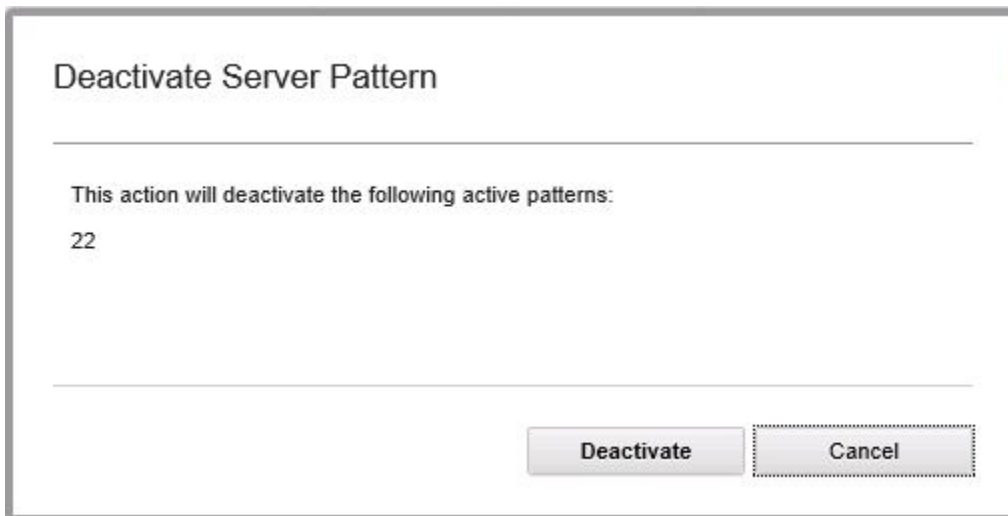 Deactivate Server Pattern
This action will deactivate the following active patterns:
22
Deactivate Cancel